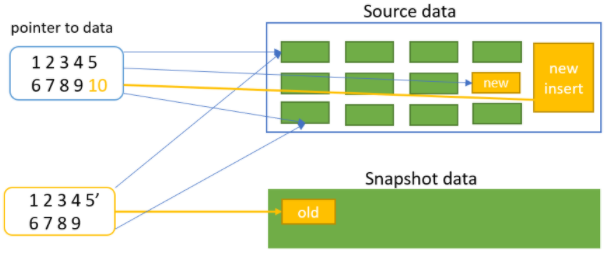 Source data
pointer to data
1 2 3 4 5
6 7 8 9 10
new
new
insert
1 2 3 4 5’
6 7 8 9
Snapshot data
old